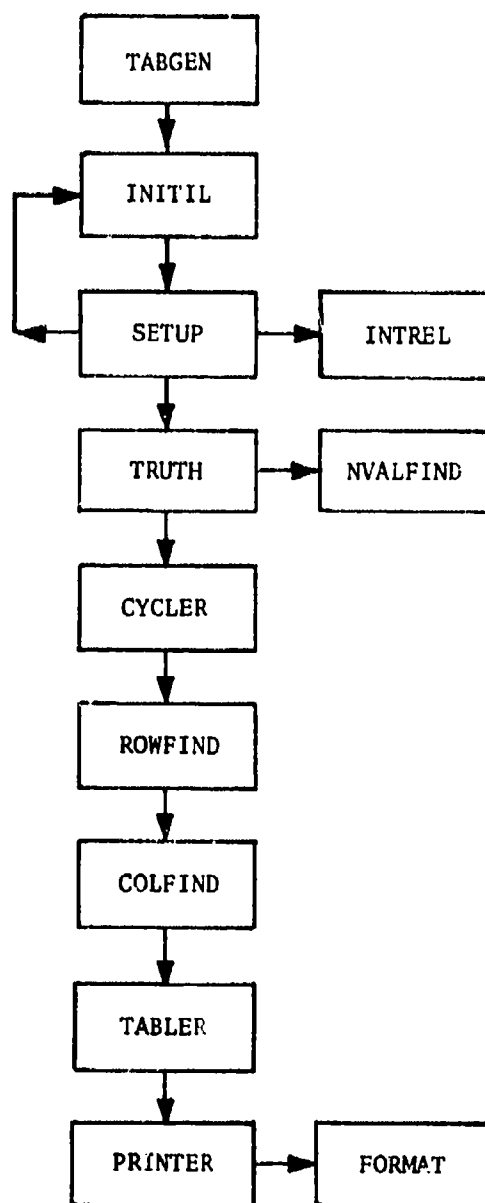 TABGEN
INITIL
SETUP
INTREL
TRUTH
NVALFIND
CYCLER
ROWFIND
COLFIND
TABLER
PRINTER
FORMAT